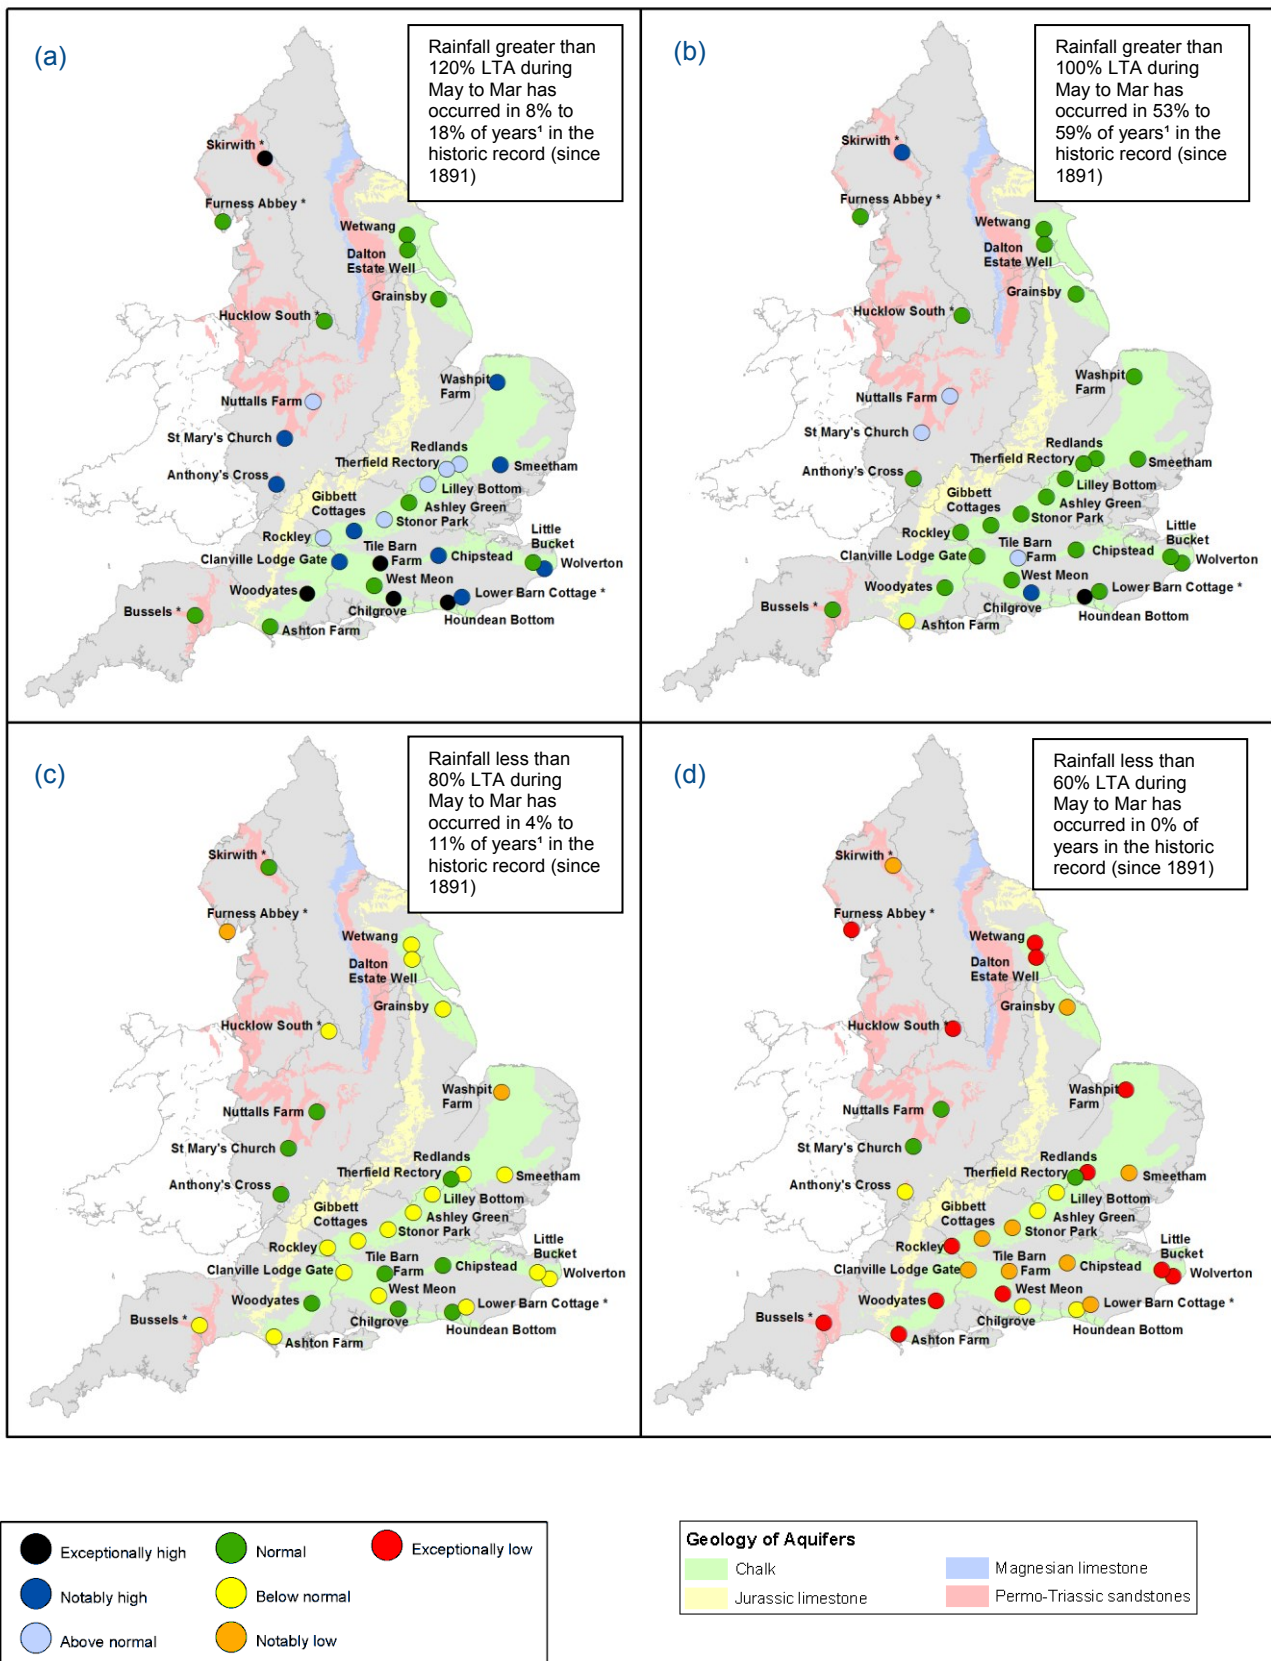 (a)
Rainfall greater than
120% LTA during
May to Mar has
occurred in 8% to
18% of years¹ in the
historic record (since
1891)
Skirwith *
Furness Abbey *
Wetwang
Dalton
Estate Well
Grainsby
Hucklow South *
Washpit
Farm
Nuttalls Farm
St Mary's Church
Redlands
Therfield Rectory
Smeetham
Anthony's Cross
Lilley Bottom
Gibbett
Cottages
Ashley Green
Stonor Park
Rockley
Little
Bucket
Tile Barn
Farm
Clanville Lodge Gate
Chipstead
Wolverton
West Meon
Woodyates
Lower Barn Cottage *
Chilgrove
Bussels *
Houndean Bottom
Ashton Farm
(b)
Rainfall greater than
100% LTA during
May to Mar has
occurred in 53% to
59% of years¹ in the
historic record (since
1891)
Skirwith *
Furness Abbey *
Wetwang
Dalton
Estate Well
Grainsby
Hucklow South *
Washpit
Farm
Nuttalls Farm
St Mary's Church
Redlands
Therfield Rectory
Smeetham
Anthony's Cross
Lilley Bottom
Gibbett
Cottages
Ashley Green
Stonor Park
Rockley
Little
Bucket
Tile Barn
Farm
Clanville Lodge Gate
Chipstead
Wolverton
West Meon
Woodyates
Lower Barn Cottage *
Chilgrove
Bussels *
Houndean Bottom
Ashton Farm
(c)
Rainfall less than
80% LTA during
May to Mar has
occurred in 4% to
11% of years¹ in the
historic record (since
1891)
Skirwith *
Furness Abbey *
Wetwang
Dalton
Estate Well
Grainsby
Hucklow South *
Washpit
Farm
Nuttalls Farm
St Mary's Church
Redlands
Therfield Rectory
Smeetham
Anthony's Cross
Lilley Bottom
Gibbett
Cottages
Ashley Green
Stonor Park
Rockley
Little
Bucket
Tile Barn
Farm
Clanville Lodge Gate
Chipstead
Wolverton
West Meon
Woodyates
Lower Barn Cottage *
Chilgrove
Bussels *
Houndean Bottom
Ashton Farm
(d)
Rainfall less than
60% LTA during
May to Mar has
occurred in 0% of
years in the historic
record (since 1891)
Skirwith *
Furness Abbey *
Wetwang
Dalton
Estate Well
Grainsby
Hucklow South *
Washpit
Farm
Nuttalls Farm
St Mary's Church
Redlands
Therfield Rectory
Smeetham
Anthony's Cross
Lilley Bottom
Gibbett
Cottages
Ashley Green
Stonor Park
Rockley
Little
Bucket
Tile Barn
Farm
Clanville Lodge Gate
Chipstead
Wolverton
West Meon
Woodyates
Lower Barn Cottage *
Chilgrove
Bussels *
Houndean Bottom
Ashton Farm
Exceptionally high
Normal
Exceptionally low
Notably high
Below normal
Above normal
Notably low
Geology of Aquifers
Chalk
Magnesian limestone
Jurassic limestone
Permo-Triassic sandstones